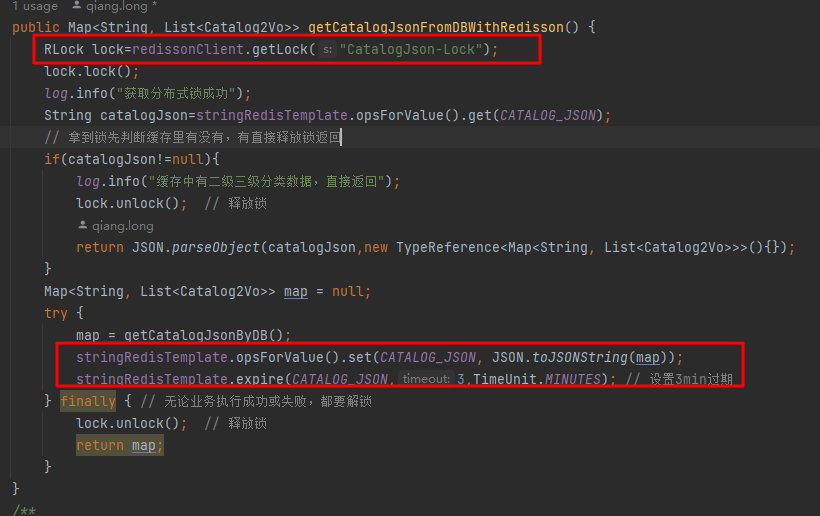 1 usage    qiang.long *
public Map<String, List<Catalog2Vo>> getCatalogJsonFromDBWithRedisson() {
    RLock lock=redissonClient.getLock( s: "CatalogJson-Lock");
    lock.lock();
    log.info("获取分布式锁成功");
    String catalogJson=stringRedisTemplate.opsForValue().get(CATALOG_JSON);
    // 拿到锁先判断缓存里有没有，有直接释放锁返回
    if(catalogJson!=null){
        log.info("缓存中有二级三级分类数据，直接返回");
        lock.unlock();  // 释放锁
        qiang.long
        return JSON.parseObject(catalogJson,new TypeReference<Map<String, List<Catalog2Vo>>>(){});
    }
    Map<String, List<Catalog2Vo>> map = null;
    try {
        map = getCatalogJsonByDB();
        stringRedisTemplate.opsForValue().set(CATALOG_JSON, JSON.toJSONString(map));
        stringRedisTemplate.expire(CATALOG_JSON, timeout: 3,TimeUnit.MINUTES); // 设置3min过期
    } finally { // 无论业务执行成功或失败，都要解锁
        lock.unlock();  // 释放锁
        return map;
    }
}
/**